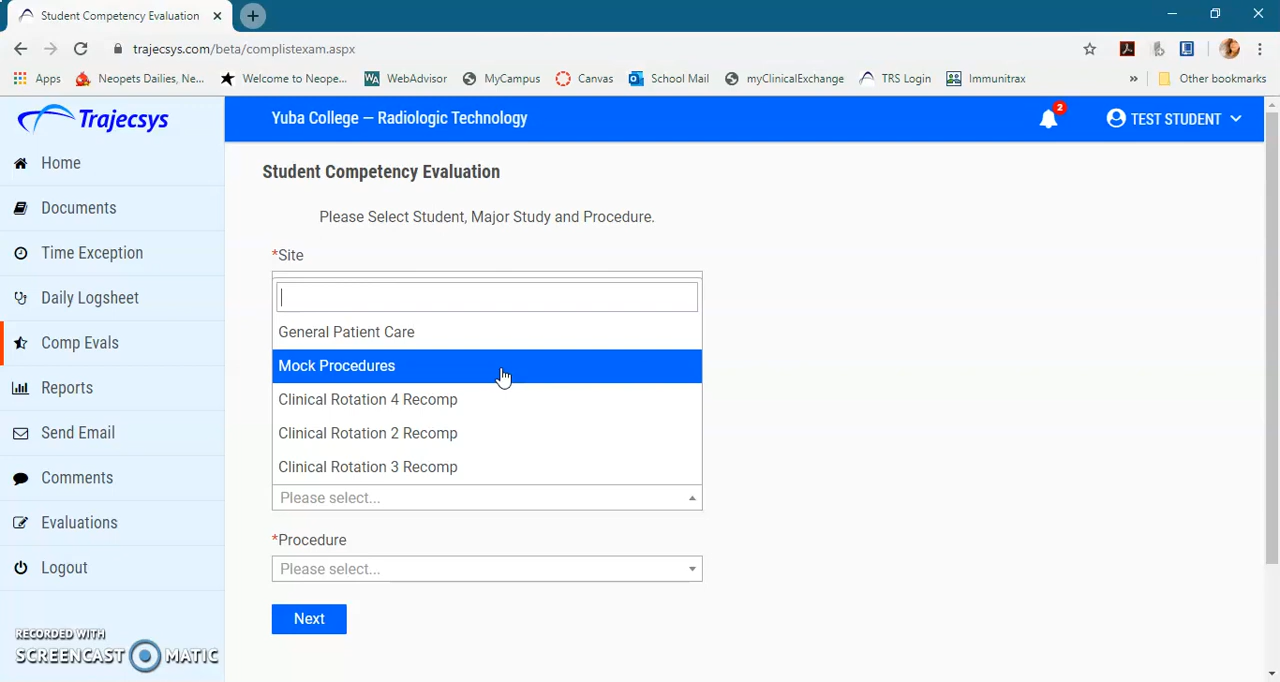 Student Competency Evaluation
trajecsys.com/beta/complistexam.aspx
Apps
Neopets Dailies, Ne...
Welcome to Neope...
WA
WebAdvisor
MyCampus
Canvas
School Mail
myClinicalExchange
TRS Login
Immunitrax
»
Other bookmarks
Trajecsys
Yuba College — Radiologic Technology
2
TEST STUDENT
Home
Documents
Time Exception
Daily Logsheet
Comp Evals
Reports
Send Email
Comments
Evaluations
Logout
Student Competency Evaluation
Please Select Student, Major Study and Procedure.
*Site
General Patient Care
Mock Procedures
Clinical Rotation 4 Recomp
Clinical Rotation 2 Recomp
Clinical Rotation 3 Recomp
Please select...
*Procedure
Please select...
Next
RECORDED WITH
SCREENCAST MATIC